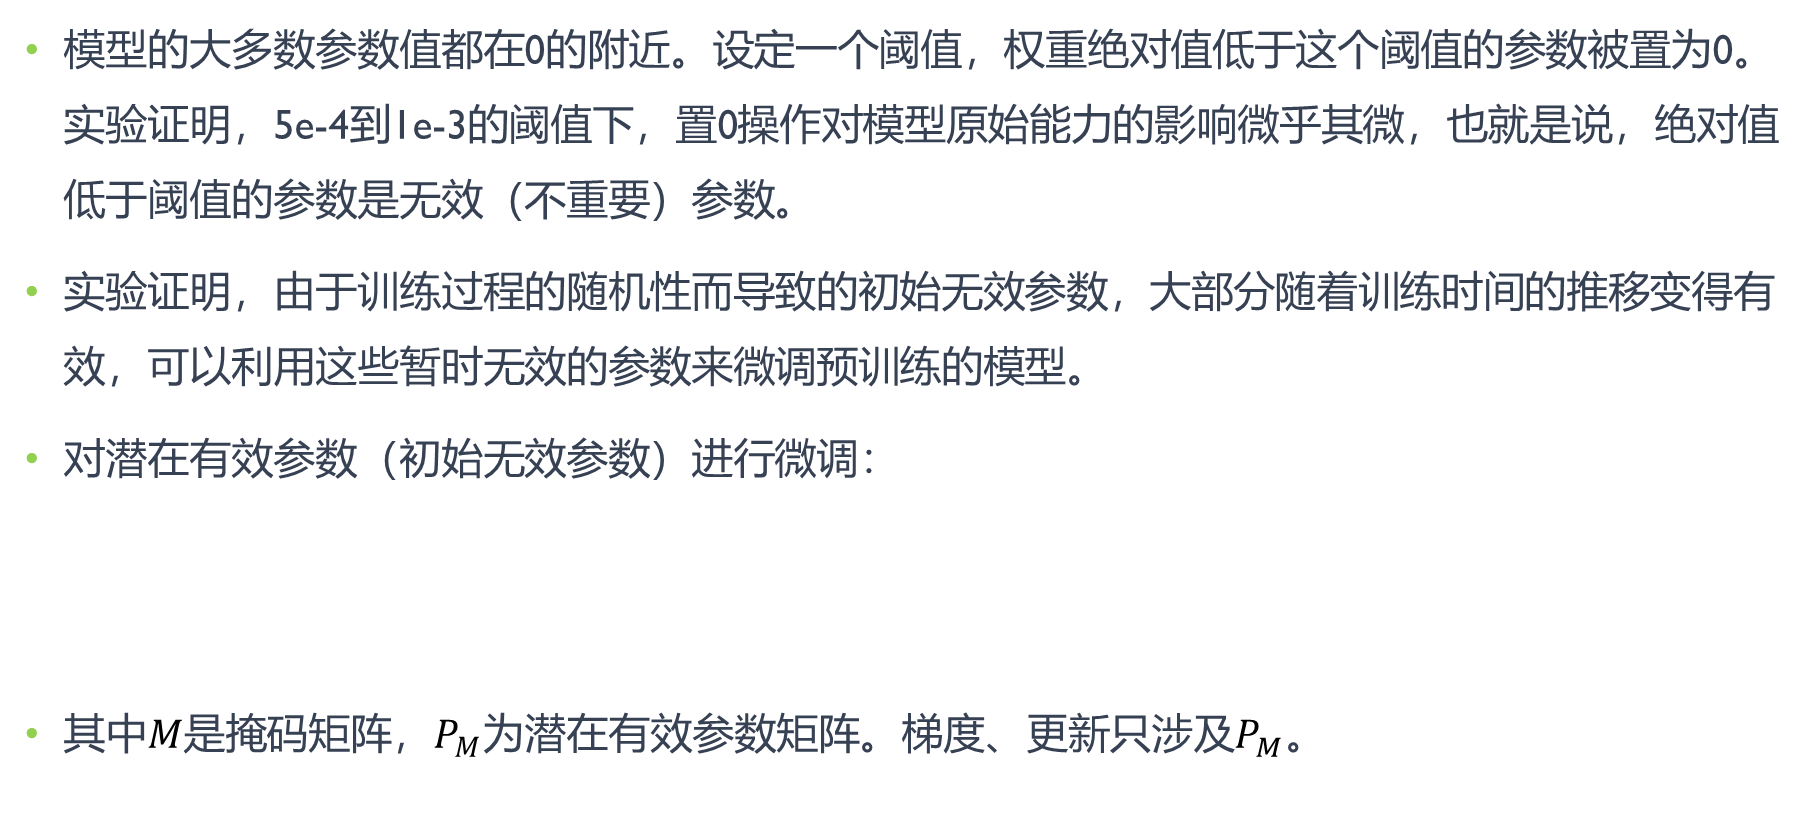 • 模型的大多数参数值都在0的附近。设定一个阈值，权重绝对值低于这个阈值的参数被置为0。
实验证明，5e-4到1e-3的阈值下，置0操作对模型原始能力的影响微乎其微，也就是说，绝对值
低于阈值的参数是无效（不重要）参数。
• 实验证明，由于训练过程的随机性而导致的初始无效参数，大部分随着训练时间的推移变得有
效，可以利用这些暂时无效的参数来微调预训练的模型。
• 对潜在有效参数（初始无效参数）进行微调：
• 其中M是掩码矩阵，P_M为潜在有效参数矩阵。梯度、更新只涉及P_M。